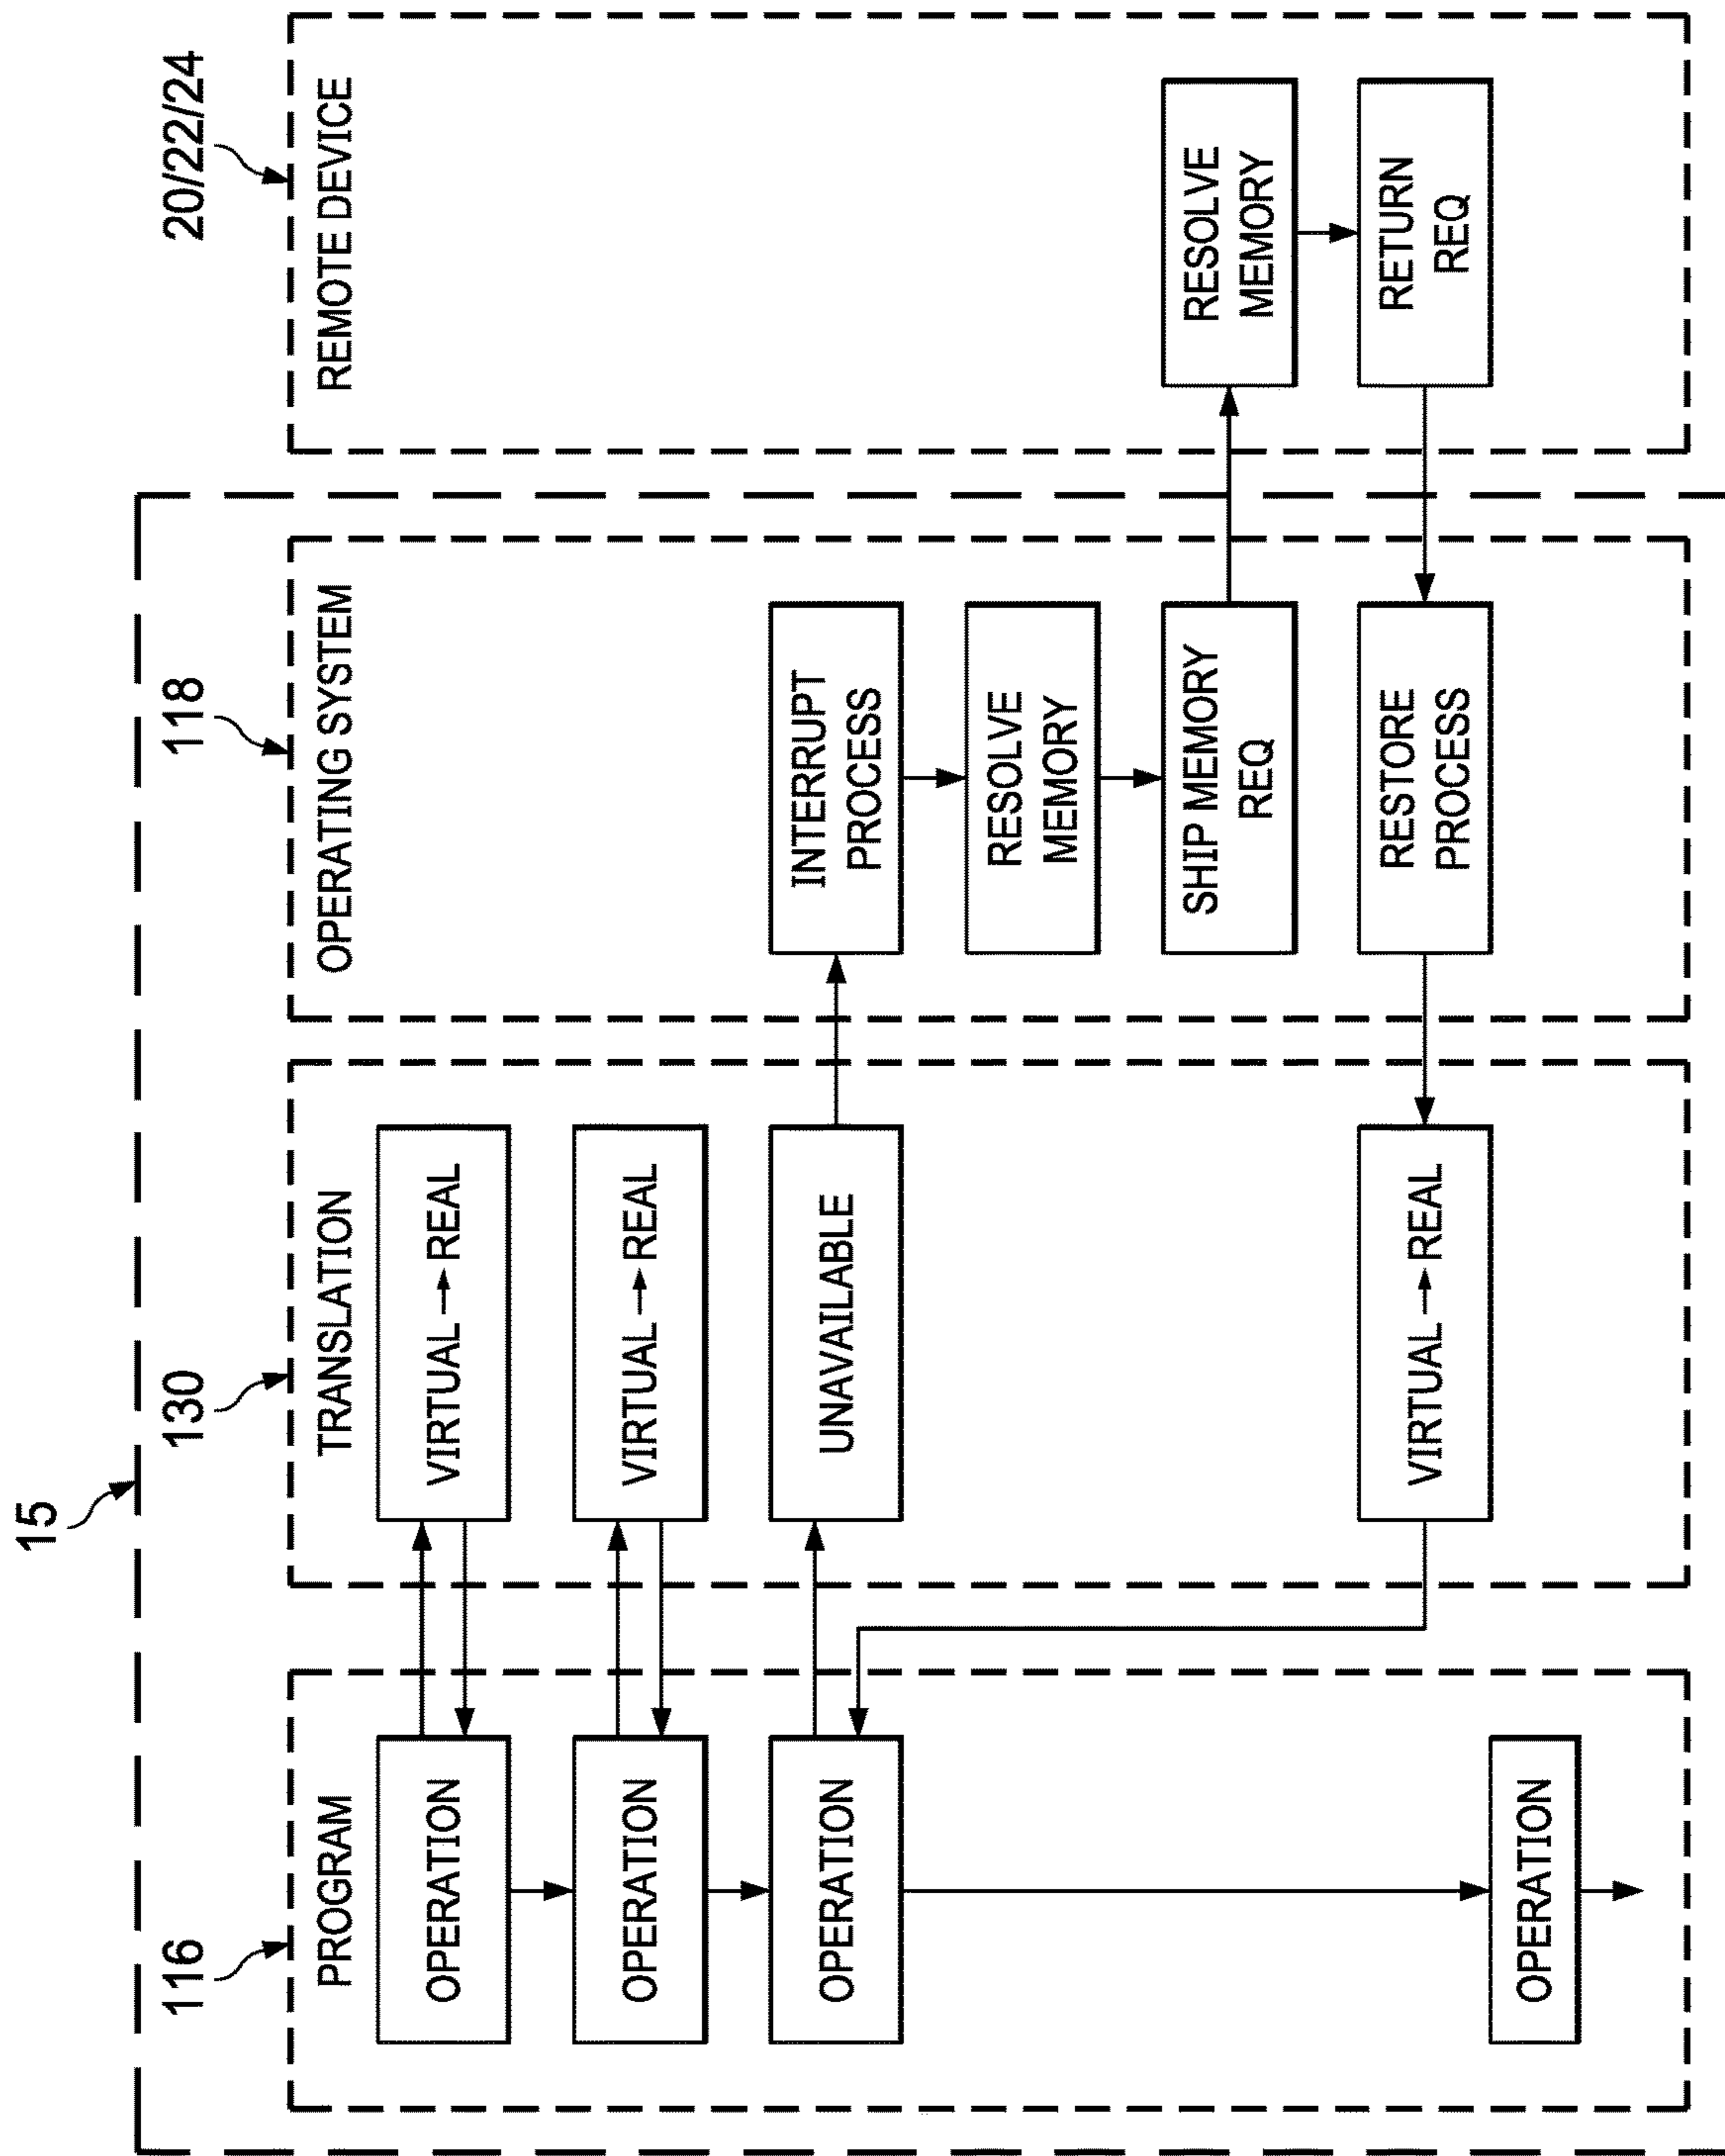 15
116
130
118
20/22/24
PROGRAM
TRANSLATION
OPERATING SYSTEM
REMOTE DEVICE
OPERATION
VIRTUAL → REAL
OPERATION
VIRTUAL → REAL
OPERATION
UNAVAILABLE
INTERRUPT
PROCESS
RESOLVE
MEMORY
SHIP MEMORY
REQ
RESOLVE
MEMORY
VIRTUAL → REAL
RESTORE
PROCESS
RETURN
REQ
OPERATION